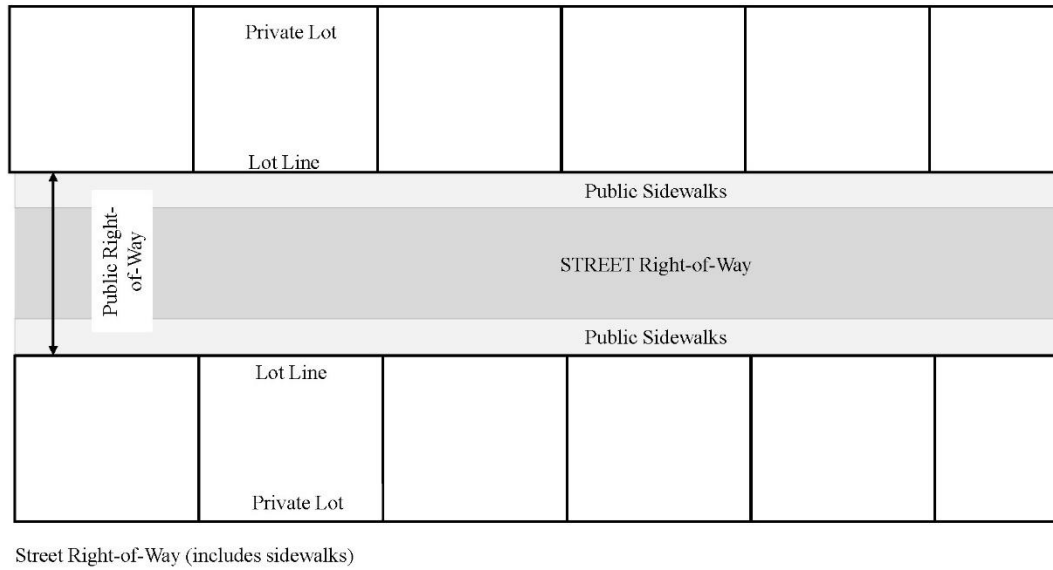 Private Lot
Lot Line
Public Sidewalks
Public Right-
of-Way
STREET Right-of-Way
Public Sidewalks
Lot Line
Private Lot
Street Right-of-Way (includes sidewalks)